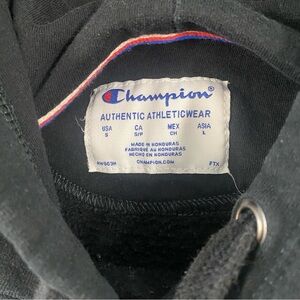 Champion
AUTHENTIC ATHLETICWEAR
USA CA MEX ASIA
S S/P CH L
MADE IN HONDURAS
FABRIQUÉ AU HONDURAS
HECHO EN HONDURAS
CHAMPION.COM
FTX